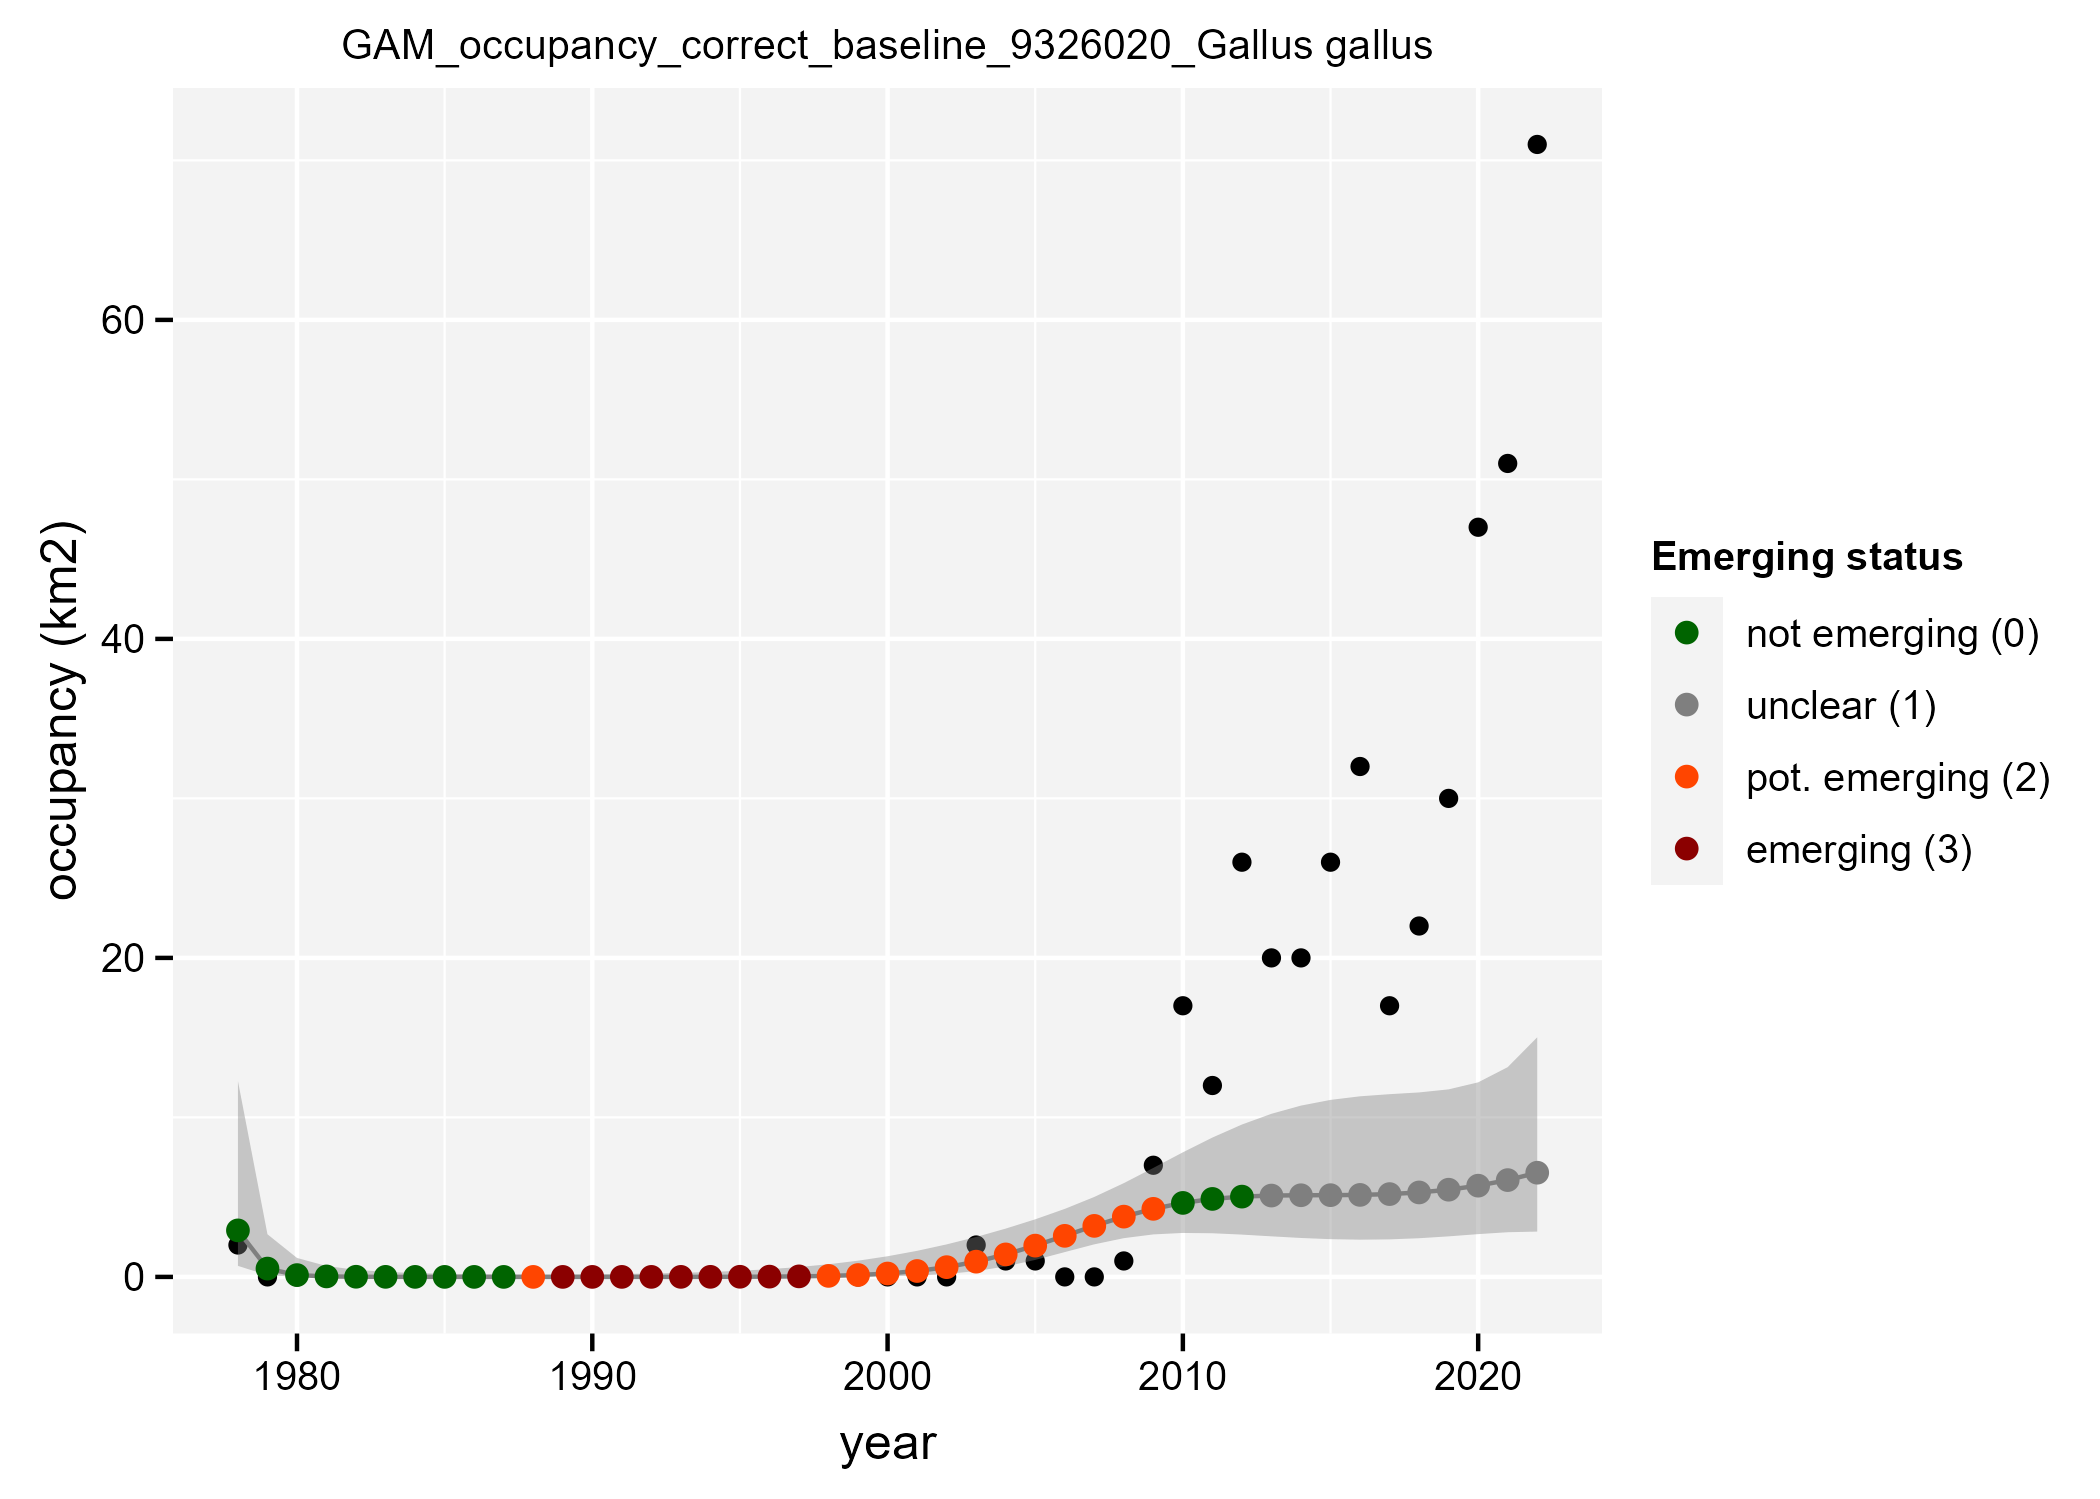 GAM_occupancy_correct_baseline_9326020_Gallus gallus
occupancy (km2)
60
40
20
0
1980 1990 2000 2010 2020
year
Emerging status
not emerging (0)
unclear (1)
pot. emerging (2)
emerging (3)